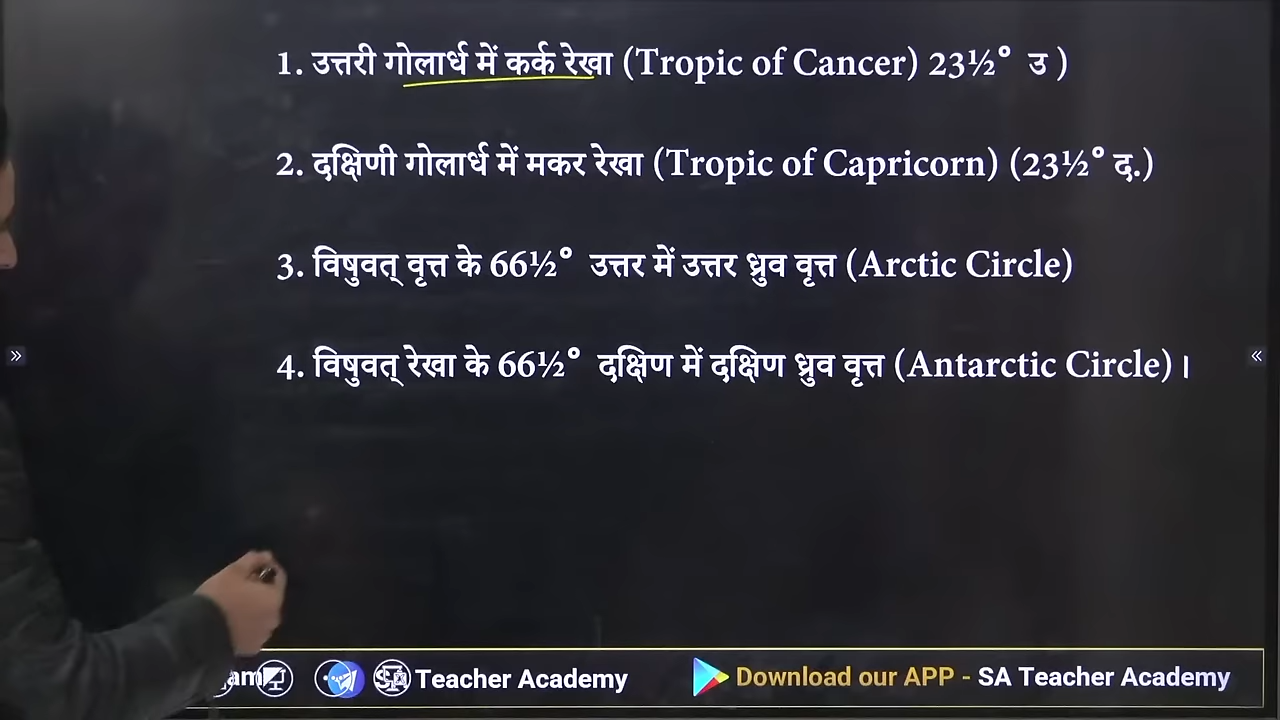 1. उत्तरी गोलार्ध में कर्क रेखा (Tropic of Cancer) 23½° उ )
2. दक्षिणी गोलार्ध में मकर रेखा (Tropic of Capricorn) (23½° द.)
3. विषुवत् वृत्त के 66½° उत्तर में उत्तर ध्रुव वृत्त (Arctic Circle)
4. विषुवत् रेखा के 66½° दक्षिण में दक्षिण ध्रुव वृत्त (Antarctic Circle)।
Teacher Academy Download our APP - SA Teacher Academy